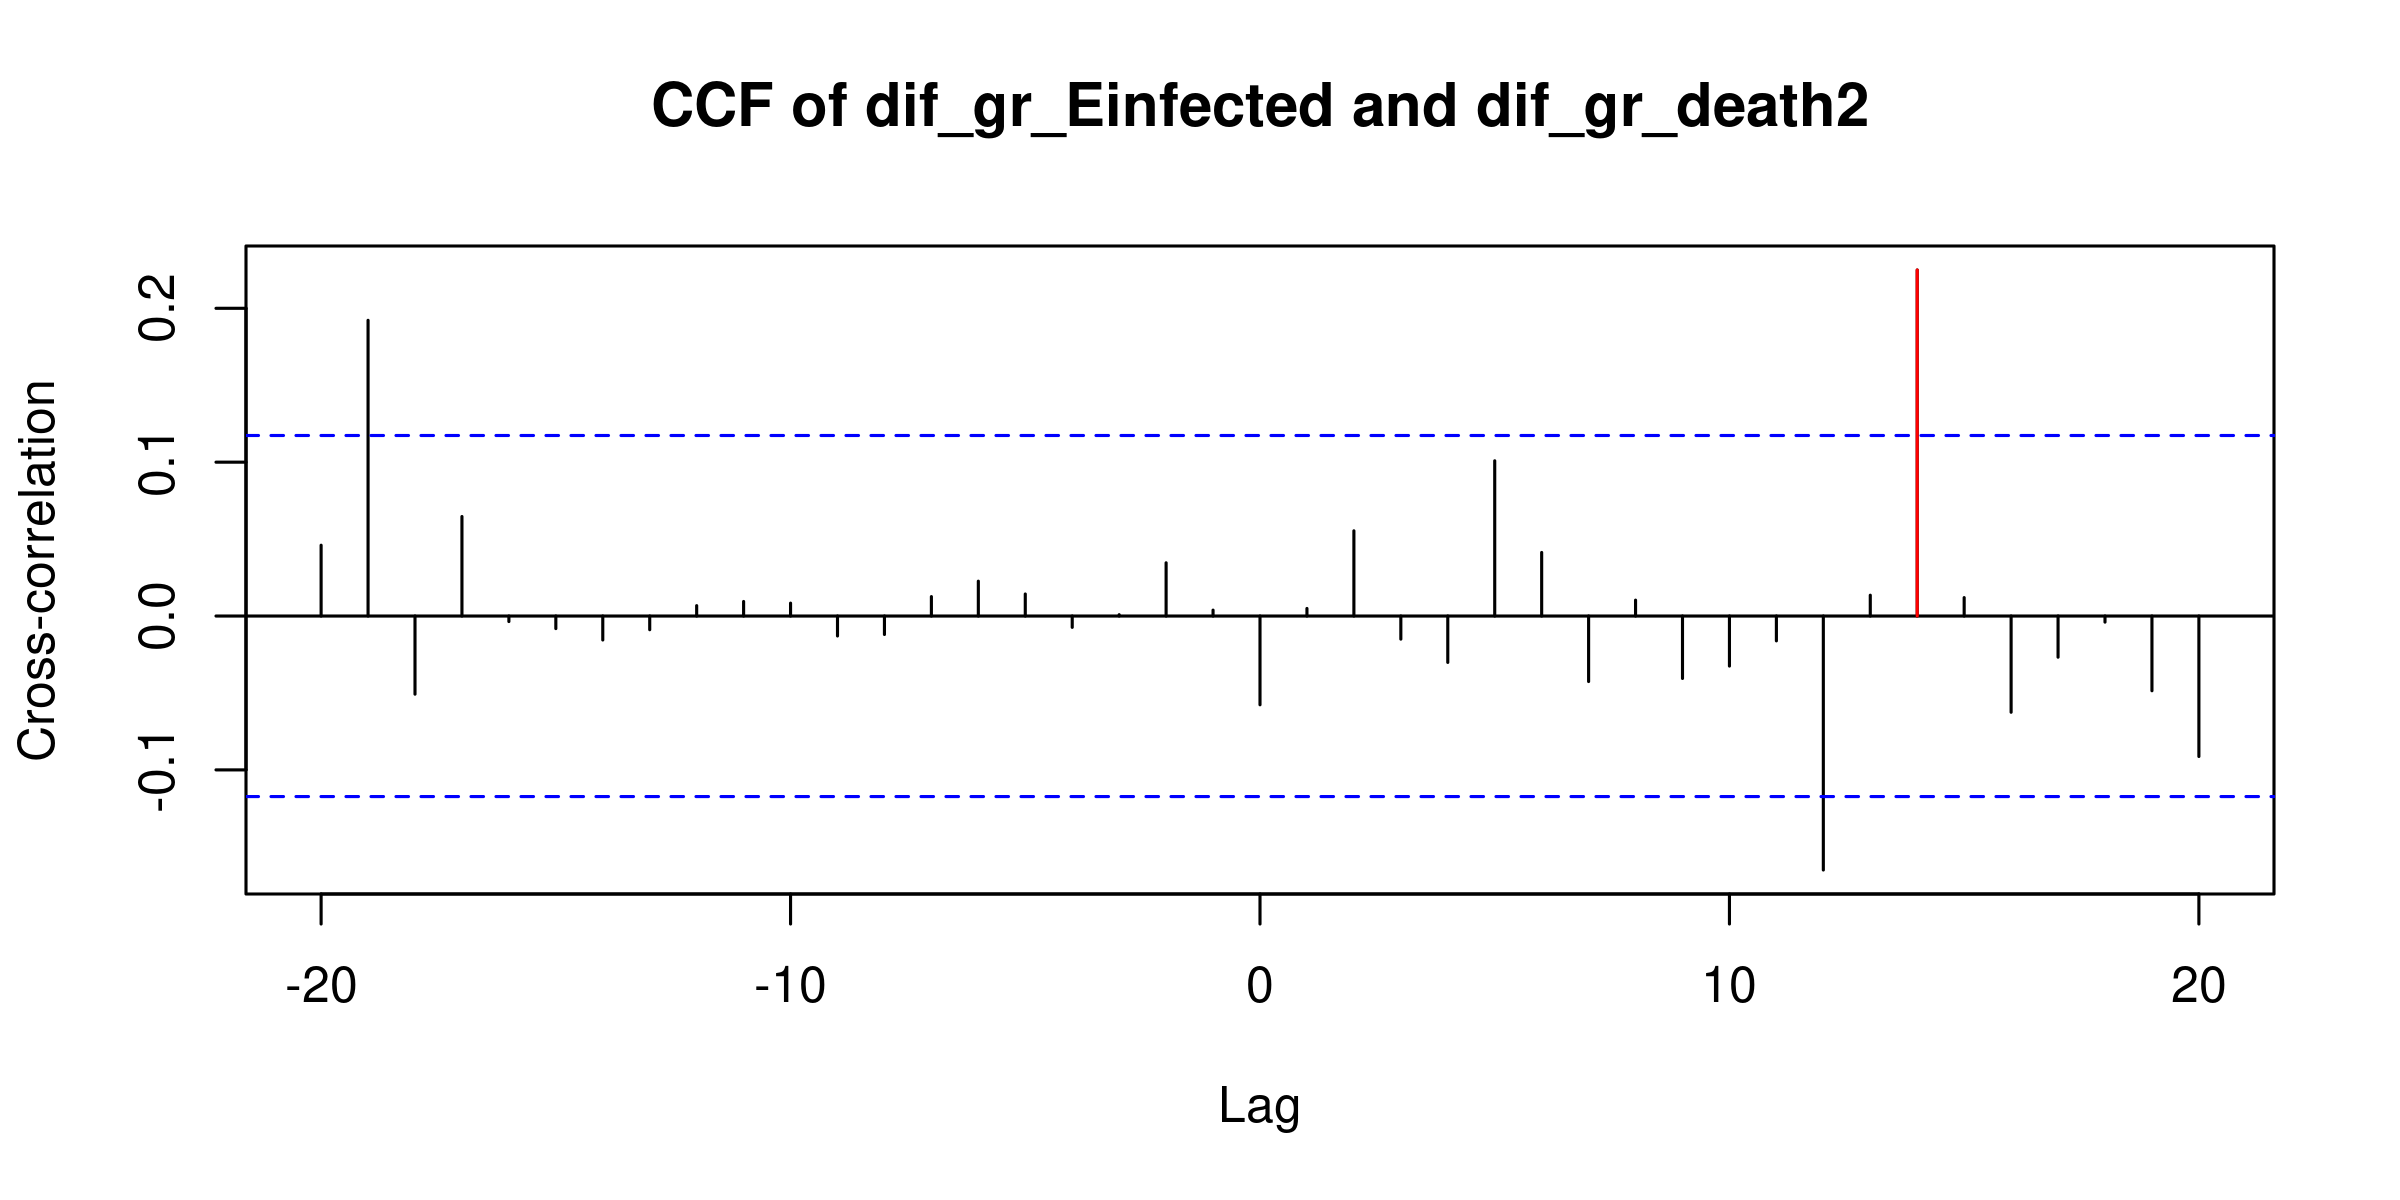 CCF of dif_gr_Einfected and dif_gr_death2
Cross-correlation
0.2
0.1
0.0
-0.1
-20 -10 0 10 20
Lag